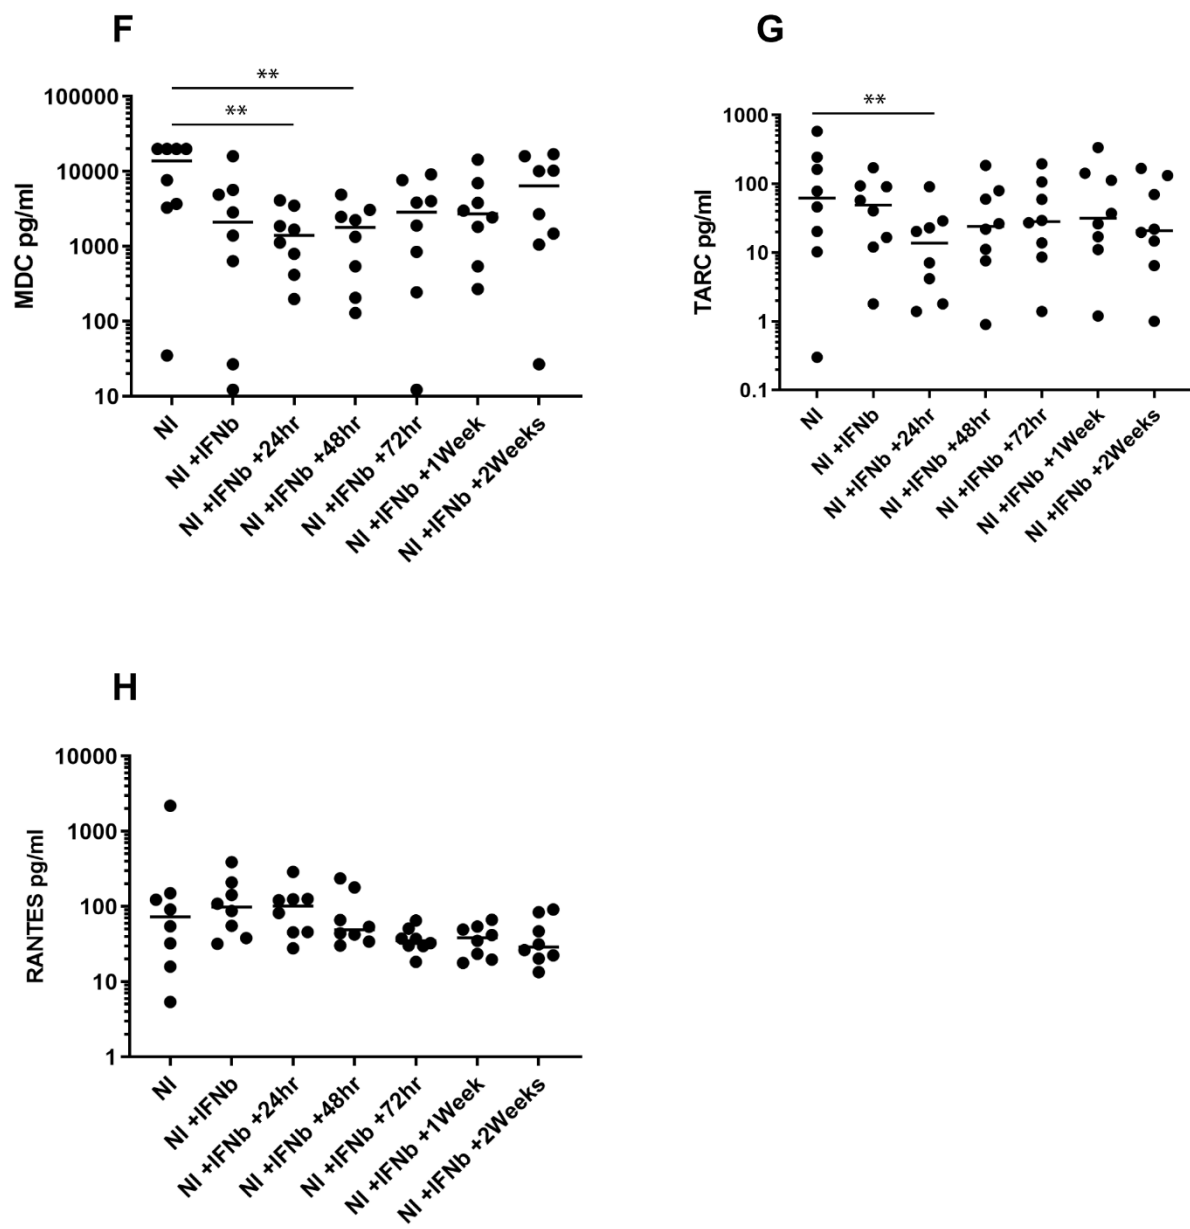 F
**
**
MDC pg/ml
100000
10000
1000
100
10
NI
NI +IFNb
NI +IFNb +24hr
NI +IFNb +48hr
NI +IFNb +72hr
NI +IFNb +1Week
NI +IFNb +2Weeks
G
**
TARC pg/ml
1000
100
10
1
0.1
NI
NI +IFNb
NI +IFNb +24hr
NI +IFNb +48hr
NI +IFNb +72hr
NI +IFNb +1Week
NI +IFNb +2Weeks
H
RANTES pg/ml
10000
1000
100
10
1
NI
NI +IFNb
NI +IFNb +24hr
NI +IFNb +48hr
NI +IFNb +72hr
NI +IFNb +1Week
NI +IFNb +2Weeks